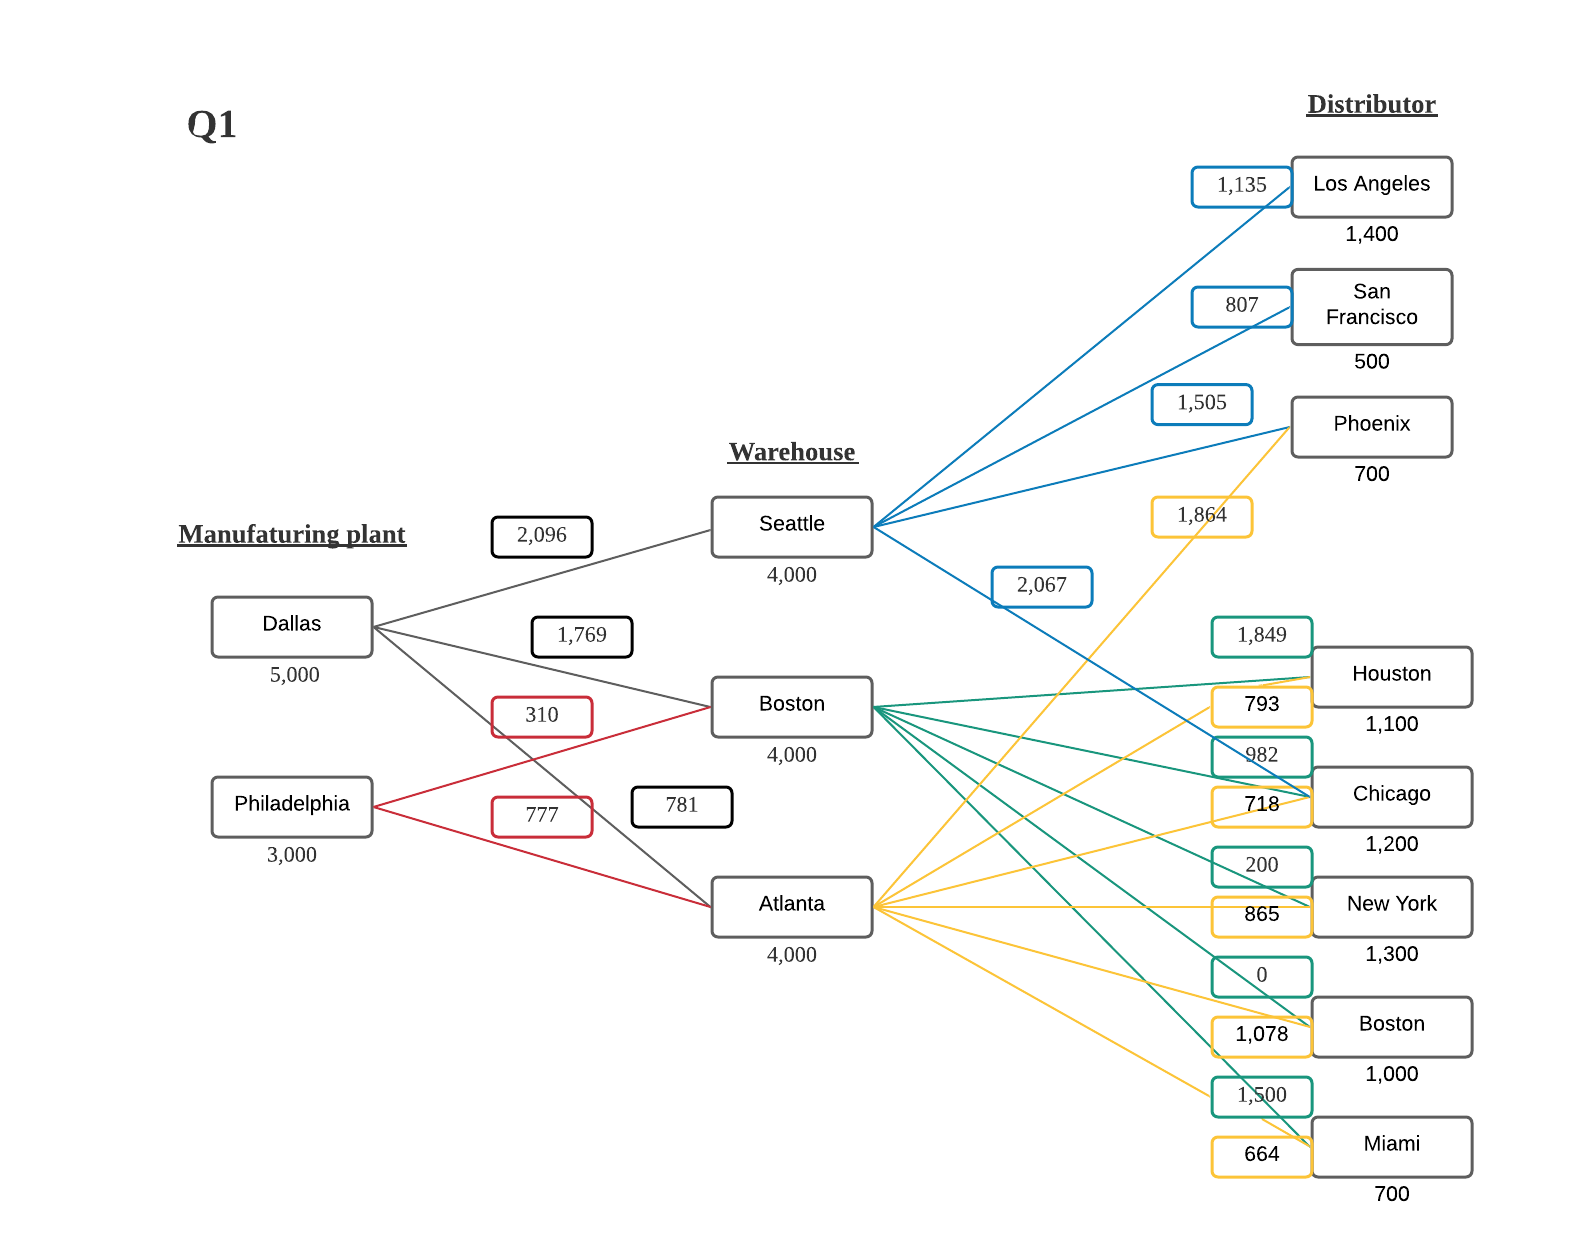 Q1
Distributor
1,135
Los Angeles
1,400
807
San
Francisco
500
1,505
Phoenix
700
Warehouse
1,864
Manufaturing plant
2,096
Seattle
4,000
2,067
Dallas
5,000
1,769
1,849
Houston
1,100
310
Boston
4,000
793
982
Philadelphia
3,000
777
781
718
Chicago
1,200
200
Atlanta
4,000
865
New York
1,300
0
1,078
Boston
1,000
1,500
664
Miami
700